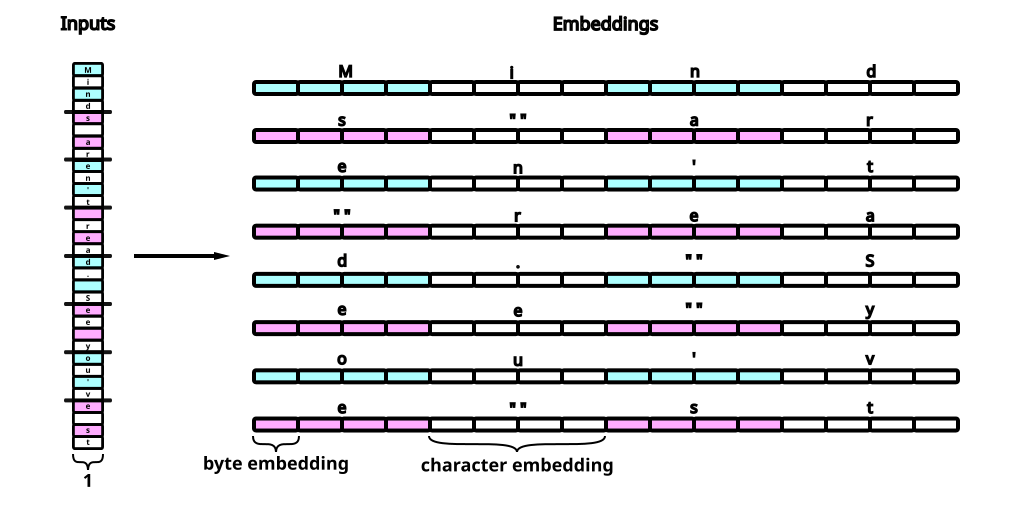 Inputs
Embeddings
M
i
n
d
s
a
r
e
n
'
t
r
e
a
d
.
S
e
e
y
o
u
'
v
e
s
t
1
M i n d
s " " a r
e n ' t
" " r e a
d . " " S
e e " " y
o u ' v
e " " s t
byte embedding
character embedding